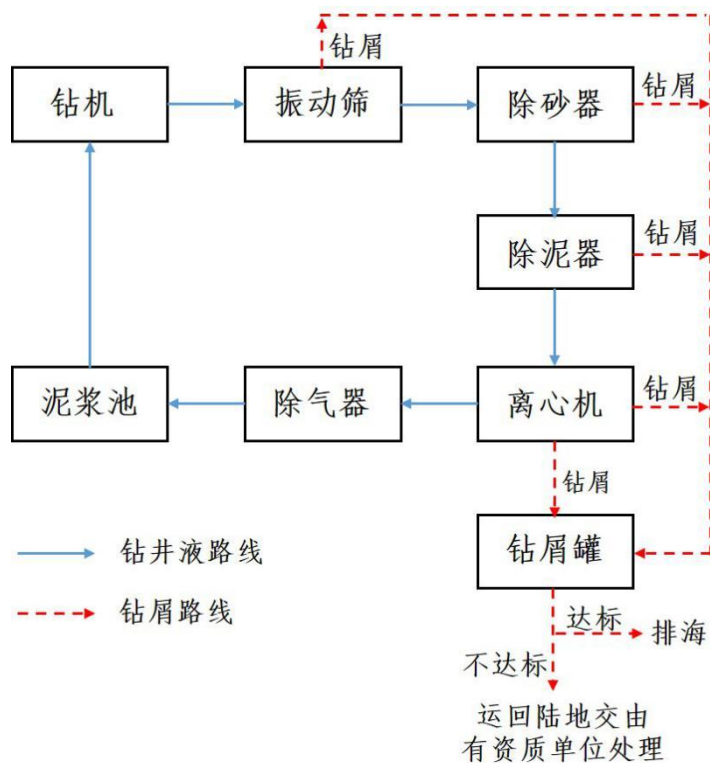 钻屑
钻机
振动筛
除砂器
钻屑
除泥器
钻屑
泥浆池
除气器
离心机
钻屑
钻屑
钻井液路线
钻屑罐
钻屑路线
达标
排海
不达标
运回陆地交由
有资质单位处理